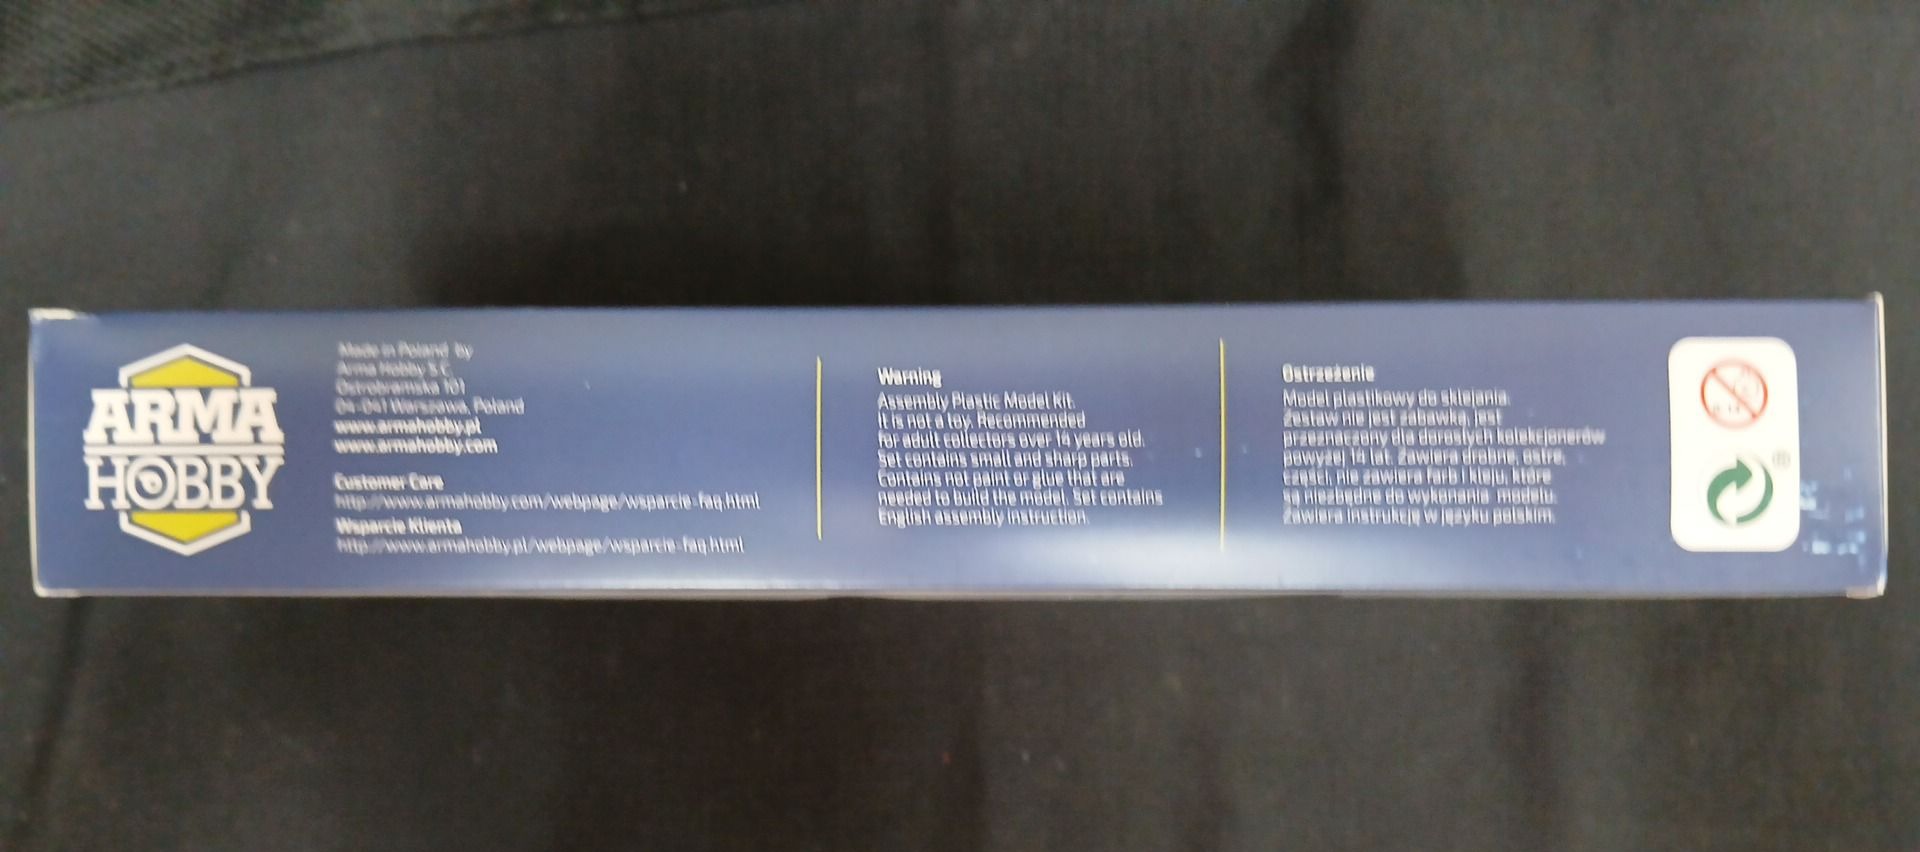 ARMA
HOBBY
Made in Poland by
Arma Hobby S.C.
Ostrobramska 101
04-041 Warszawa, Poland
www.armahobby.pl
www.armahobby.com
Customer Care
http://www.armahobby.com/webpage/wsparcie-faq.html
Wsparcie Klienta
http://www.armahobby.pl/webpage/wsparcie-faq.html
Warning
Assembly Plastic Model Kit.
It is not a toy. Recommended
for adult collectors over 14 years old.
Set contains small and sharp parts.
Contains not paint or glue that are
needed to build the model. Set contains
English assembly instruction.
Ostrzeżenie
Model plastikowy do sklejania.
Zestaw nie jest zabawką, jest
przeznaczony dla dorosłych kolekcjonerów
powyżej 14 lat. Zawiera drobne, ostre,
części, nie zawiera farb i kleju, które
są niezbędne do wykonania modelu.
Zawiera instrukcję w języku polskim.
®